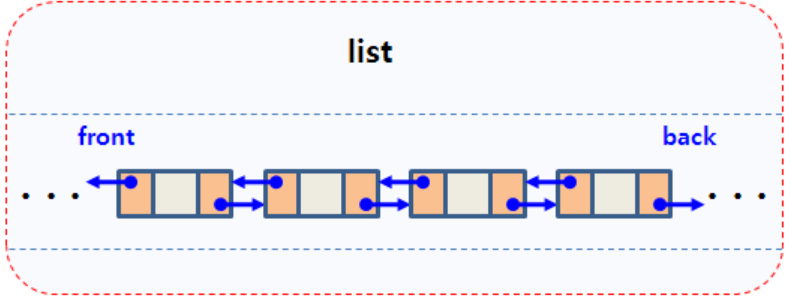 list
front
back
. . .
. . .